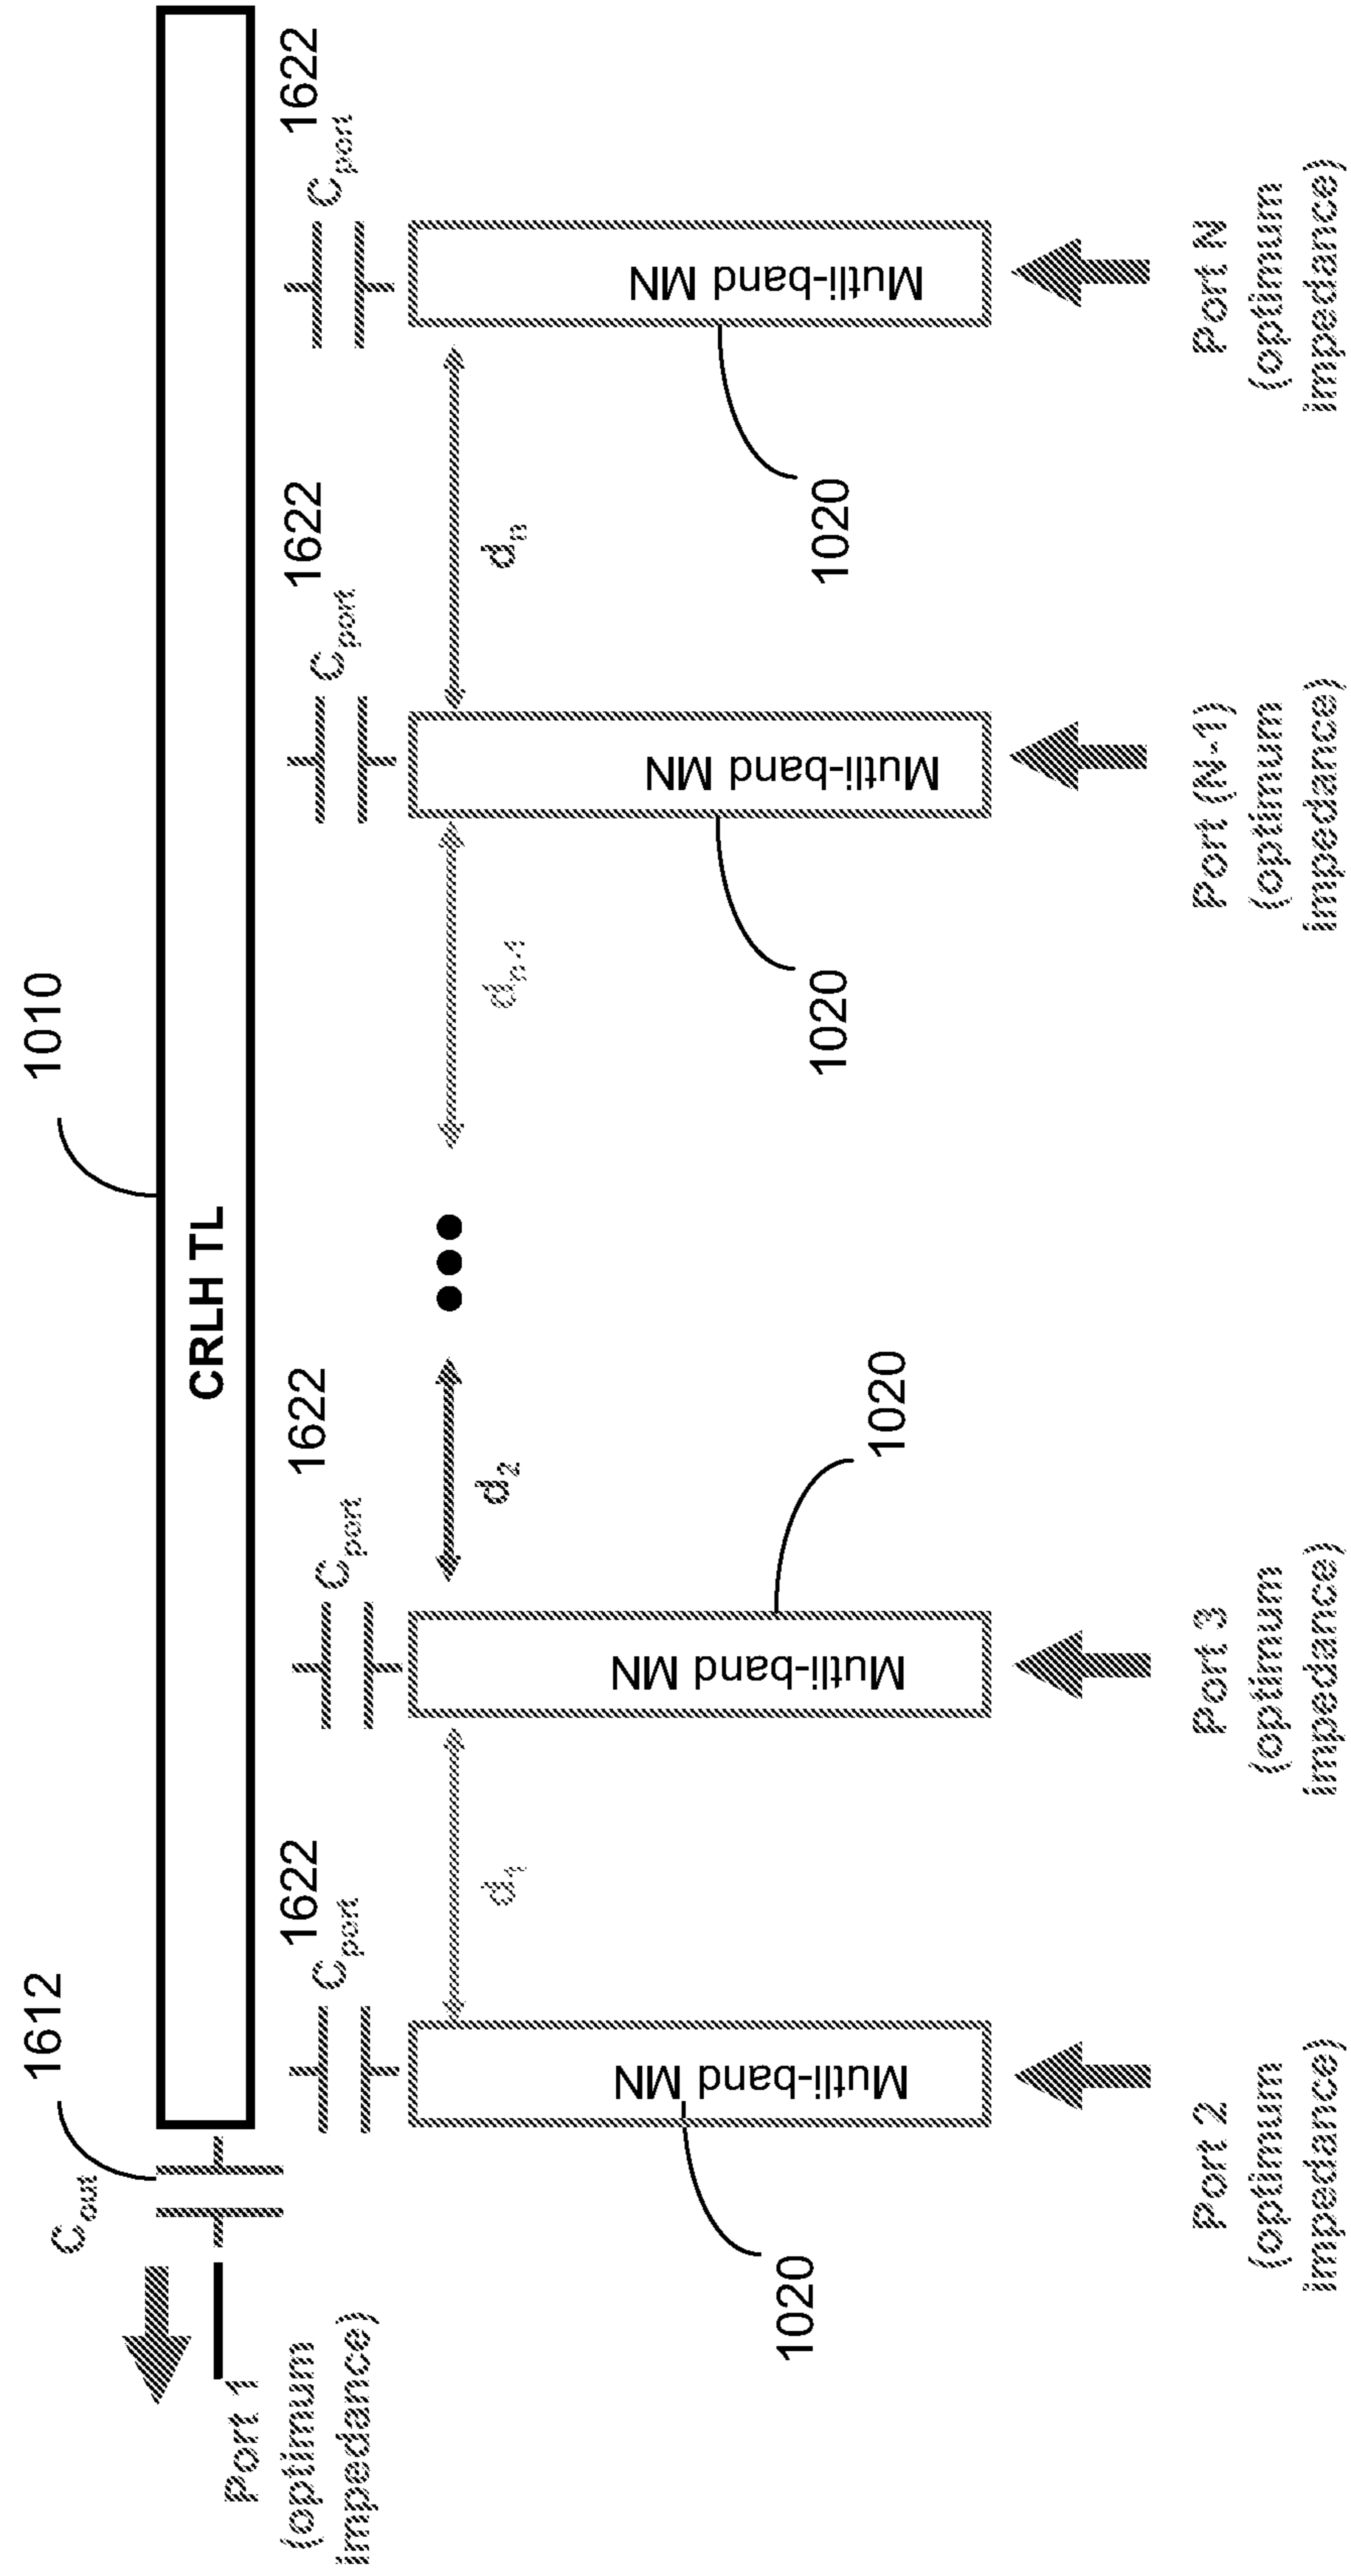 1010
1612
C_out
CRLH TL
Port 1
(optimum
impedance)
1622
1622
1622
1622
C_port
C_port
C_port
C_port
d_1
d_2
d_n-1
d_n
Mutli-band MN
Mutli-band MN
Mutli-band MN
Mutli-band MN
1020
1020
1020
1020
Port 2
(optimum
impedance)
Port 3
(optimum
impedance)
Port (N-1)
(optimum
impedance)
Port N
(optimum
impedance)